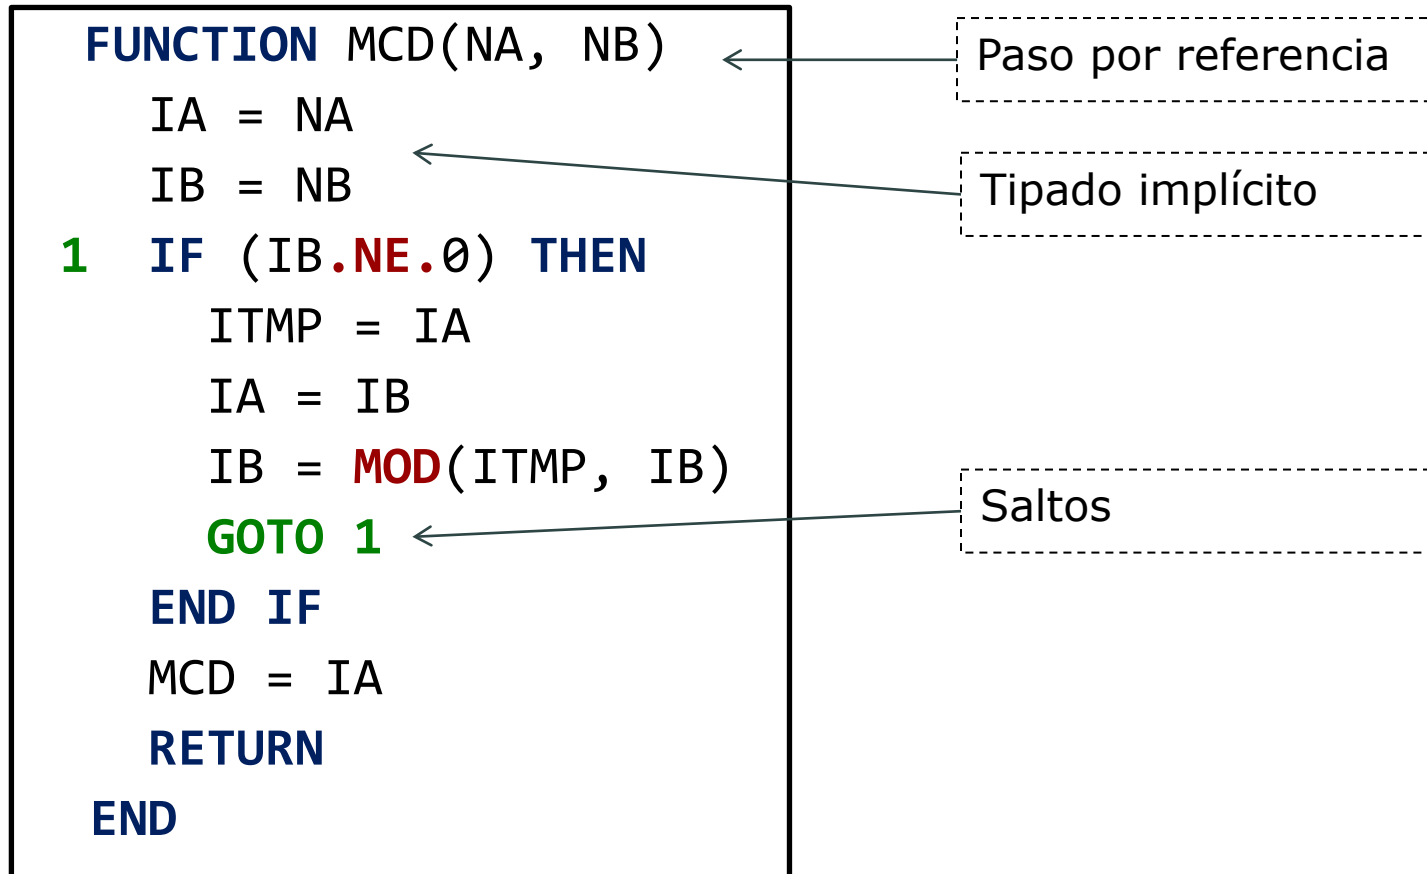 FUNCTION MCD(NA, NB)
Paso por referencia
IA = NA
Tipado implícito
IB = NB
1 IF (IB.NE.0) THEN
ITMP = IA
IA = IB
IB = MOD(ITMP, IB)
Saltos
GOTO 1
END IF
MCD = IA
RETURN
END